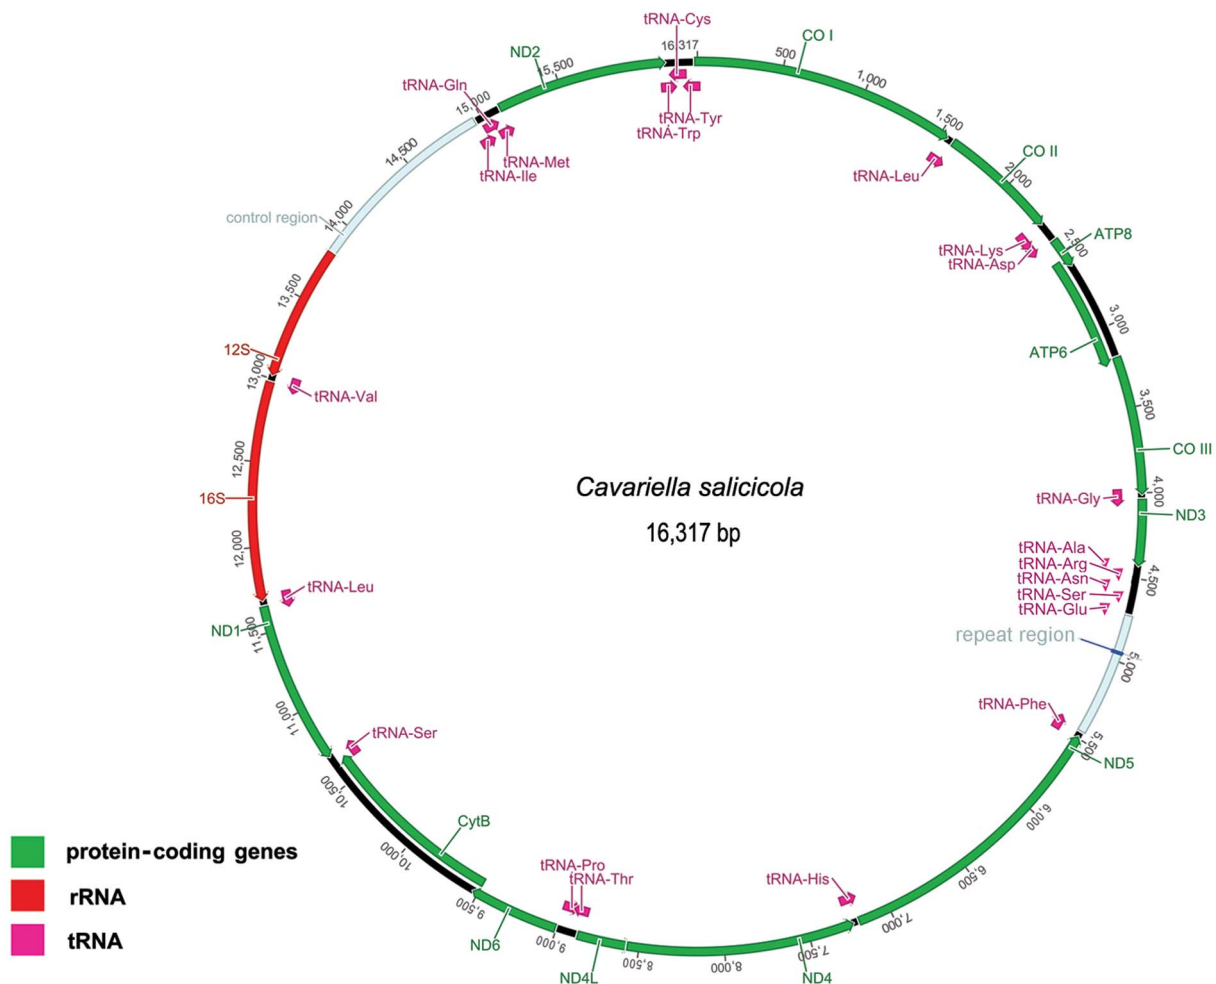 tRNA-Cys
16,317
CO I
ND2
15,500
500
tRNA-Gln
1,000
15,000
tRNA-Tyr
tRNA-Trp
1,500
14,500
tRNA-Met
tRNA-Ile
CO II
tRNA-Leu
2,000
control region
14,000
ATP8
2,500
tRNA-Lys
tRNA-Asp
13,500
3,000
12S
ATP6
13,000
tRNA-Val
3,500
12,500
CO III
Cavariella salicicola
4,000
16S
tRNA-Gly
ND3
16,317 bp
12,000
tRNA-Ala
tRNA-Arg
tRNA-Asn
4,500
tRNA-Leu
tRNA-Ser
tRNA-Glu
ND1
11,500
repeat region
5,000
11,000
tRNA-Phe
tRNA-Ser
5,500
ND5
10,500
6,000
CytB
protein-coding genes
10,000
tRNA-Pro
tRNA-Thr
tRNA-His
6,500
rRNA
9,500
7,000
tRNA
ND6
9,000
7,500
8,500
8,000
ND4L
ND4